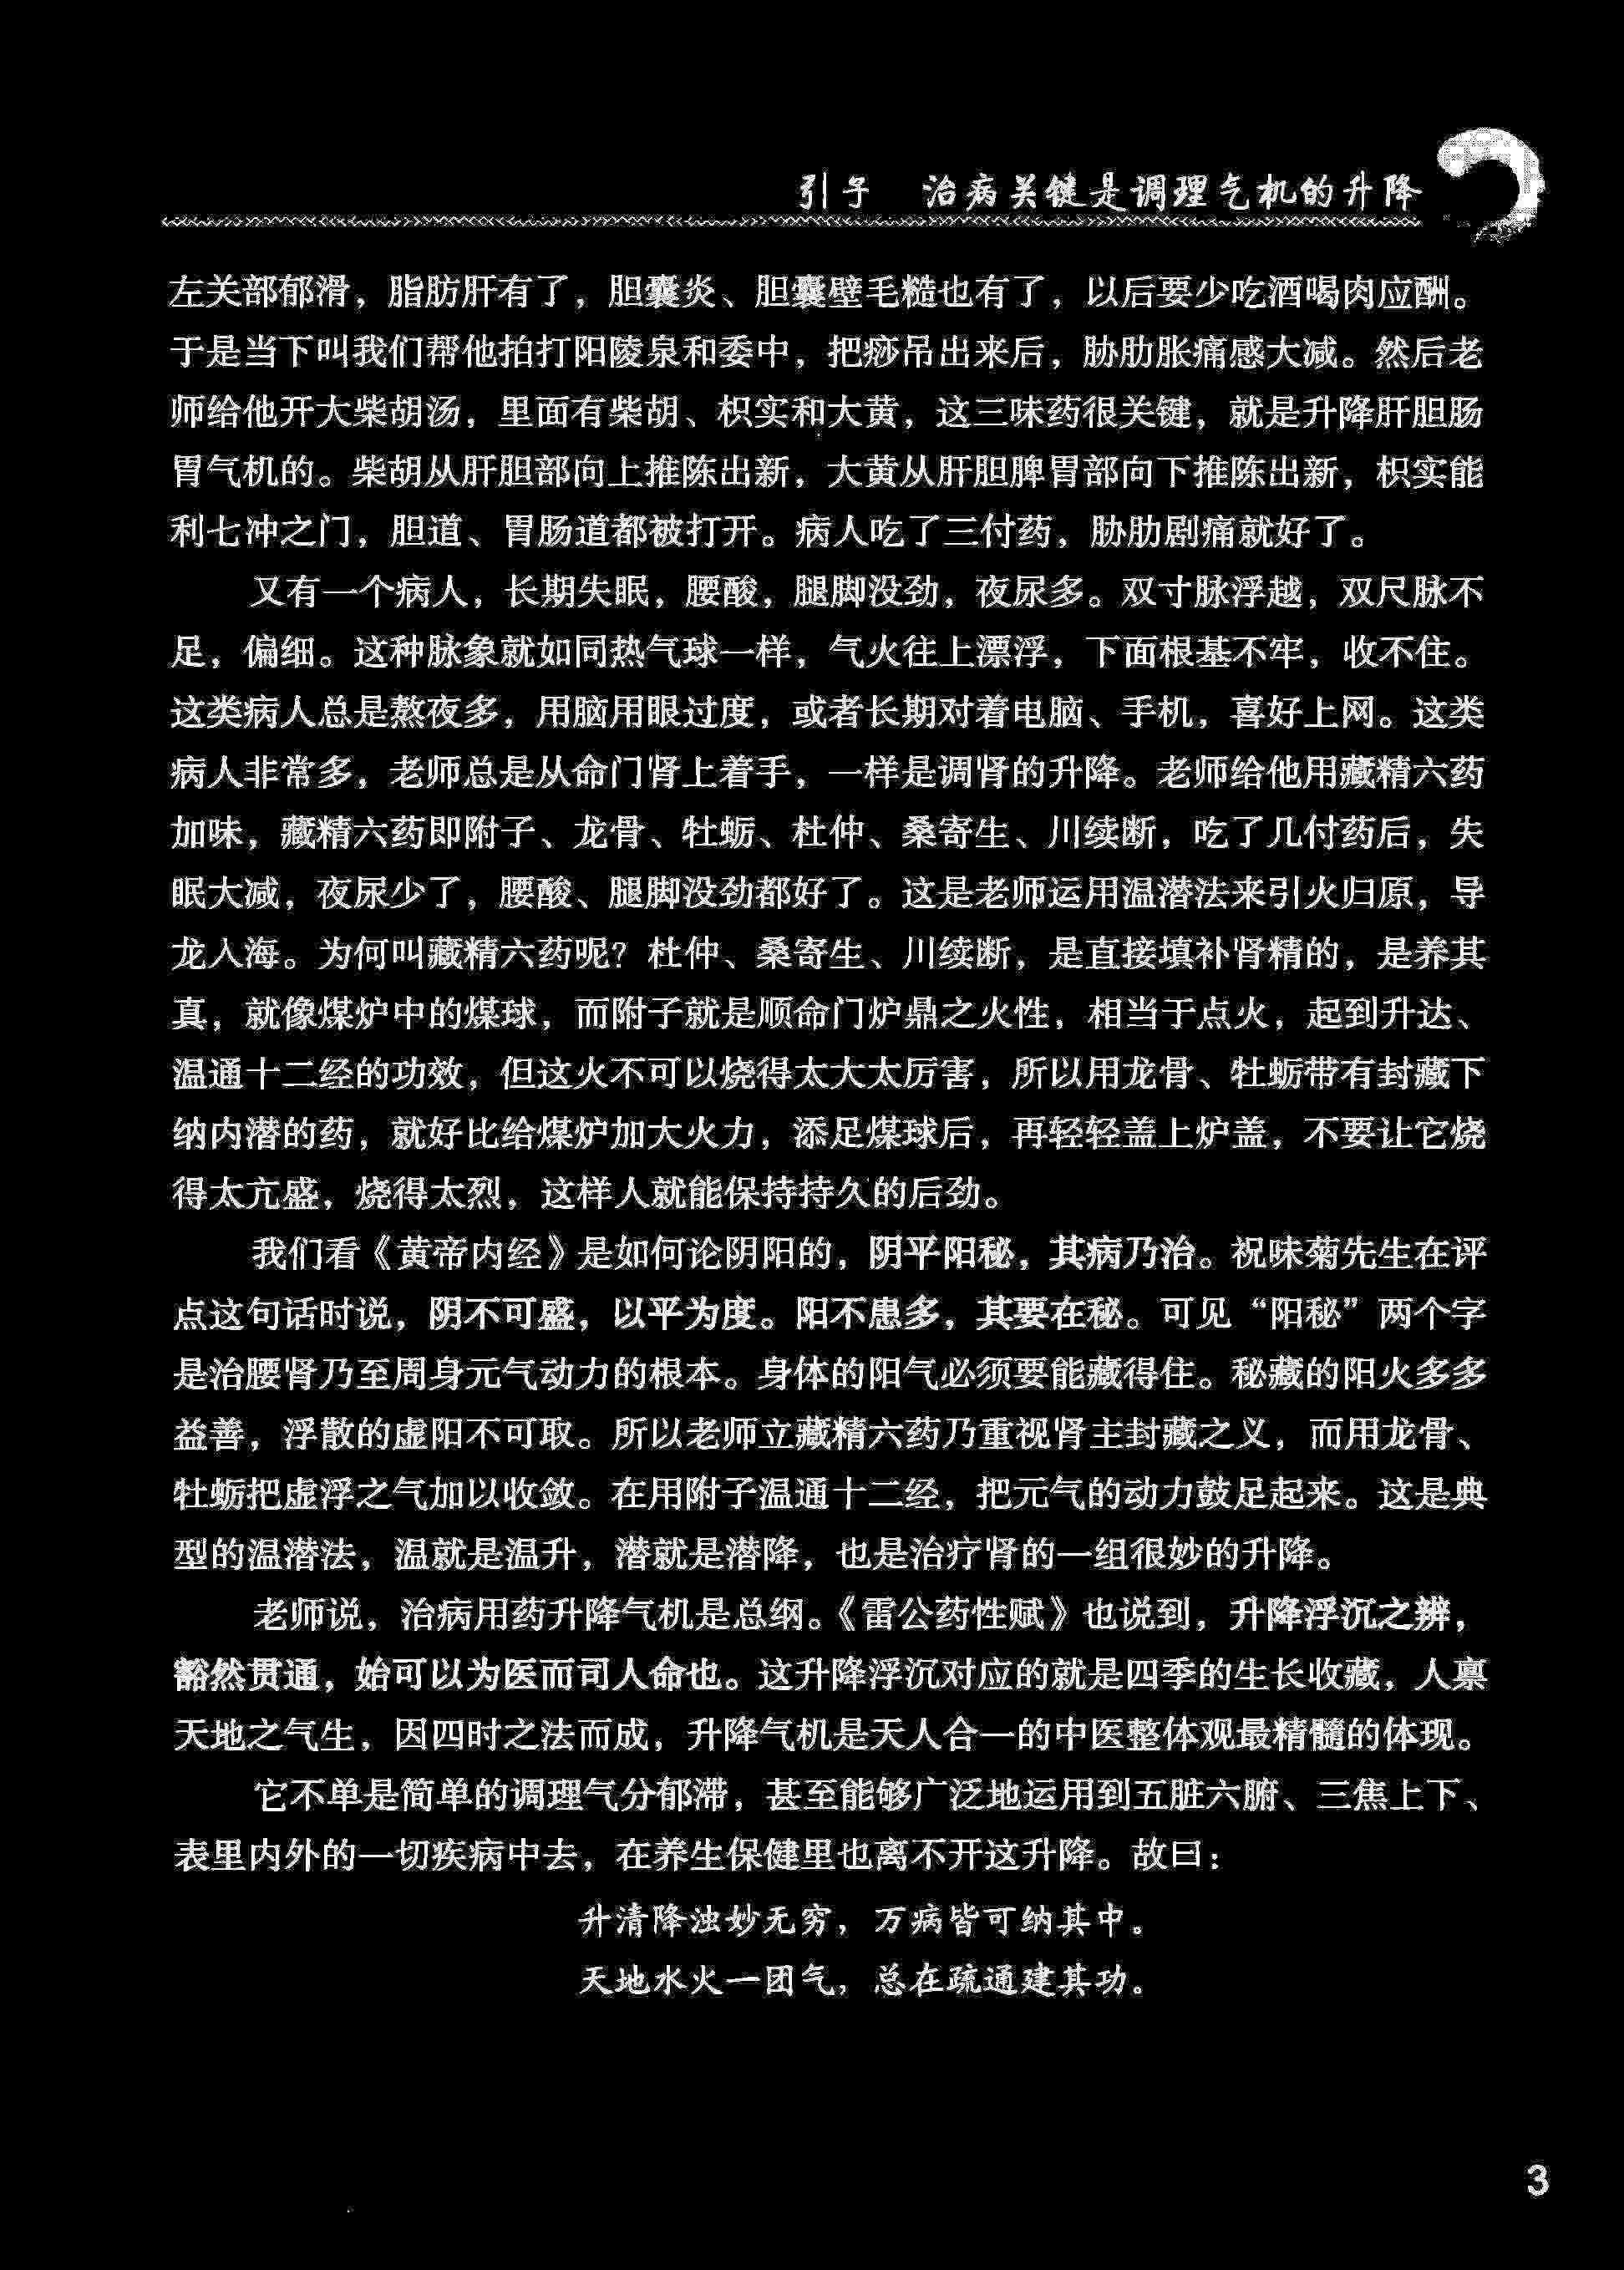 引子　治病关键是调理气机的升降
左关部郁滑，脂肪肝有了，胆囊炎、胆囊壁毛糙也有了，以后要少吃酒喝肉应酬。
于是当下叫我们帮他拍打阳陵泉和委中，把痧吊出来后，胁肋胀痛感大减。然后老
师给他开大柴胡汤，里面有柴胡、枳实和大黄，这三味药很关键，就是升降肝胆肠
胃气机的。柴胡从肝胆部向上推陈出新，大黄从肝胆脾胃部向下推陈出新，枳实能
利七冲之门，胆道、胃肠道都被打开。病人吃了三付药，胁肋剧痛就好了。
又有一个病人，长期失眠，腰酸，腿脚没劲，夜尿多。双寸脉浮越，双尺脉不
足，偏细。这种脉象就如同热气球一样，气火往上漂浮，下面根基不牢，收不住。
这类病人总是熬夜多，用脑用眼过度，或者长期对着电脑、手机，喜好上网。这类
病人非常多，老师总是从命门肾上着手，一样是调肾的升降。老师给他用藏精六药
加味，藏精六药即附子、龙骨、牡蛎、杜仲、桑寄生、川续断，吃了几付药后，失
眠大减，夜尿少了，腰酸、腿脚没劲都好了。这是老师运用温潜法来引火归原，导
龙入海。为何叫藏精六药呢？杜仲、桑寄生、川续断，是直接填补肾精的，是养其
真，就像煤炉中的煤球，而附子就是顺命门炉鼎之火性，相当于点火，起到升达、
温通十二经的功效，但这火不可以烧得太大太厉害，所以用龙骨、牡蛎带有封藏下
纳内潜的药，就好比给煤炉加大火力，添足煤球后，再轻轻盖上炉盖，不要让它烧
得太亢盛，烧得太烈，这样人就能保持持久的后劲。
我们看《黄帝内经》是如何论阴阳的，阴平阳秘，其病乃治。祝味菊先生在评
点这句话时说，阴不可盛，以平为度。阳不患多，其要在秘。可见“阳秘”两个字
是治腰肾乃至周身元气动力的根本。身体的阳气必须要能藏得住。秘藏的阳火多多
益善，浮散的虚阳不可取。所以老师立藏精六药乃重视肾主封藏之义，而用龙骨、
牡蛎把虚浮之气加以收敛。在用附子温通十二经，把元气的动力鼓足起来。这是典
型的温潜法，温就是温升，潜就是潜降，也是治疗肾的一组很妙的升降。
老师说，治病用药升降气机是总纲。《雷公药性赋》也说到，升降浮沉之辨，
豁然贯通，始可以为医而司人命也。这升降浮沉对应的就是四季的生长收藏，人禀
天地之气生，因四时之法而成，升降气机是天人合一的中医整体观最精髓的体现。
它不单是简单的调理气分郁滞，甚至能够广泛地运用到五脏六腑、三焦上下、
表里内外的一切疾病中去，在养生保健里也离不开这升降。故曰：
升清降浊妙无穷，万病皆可纳其中。
天地水火一团气，总在疏通建其功。
3